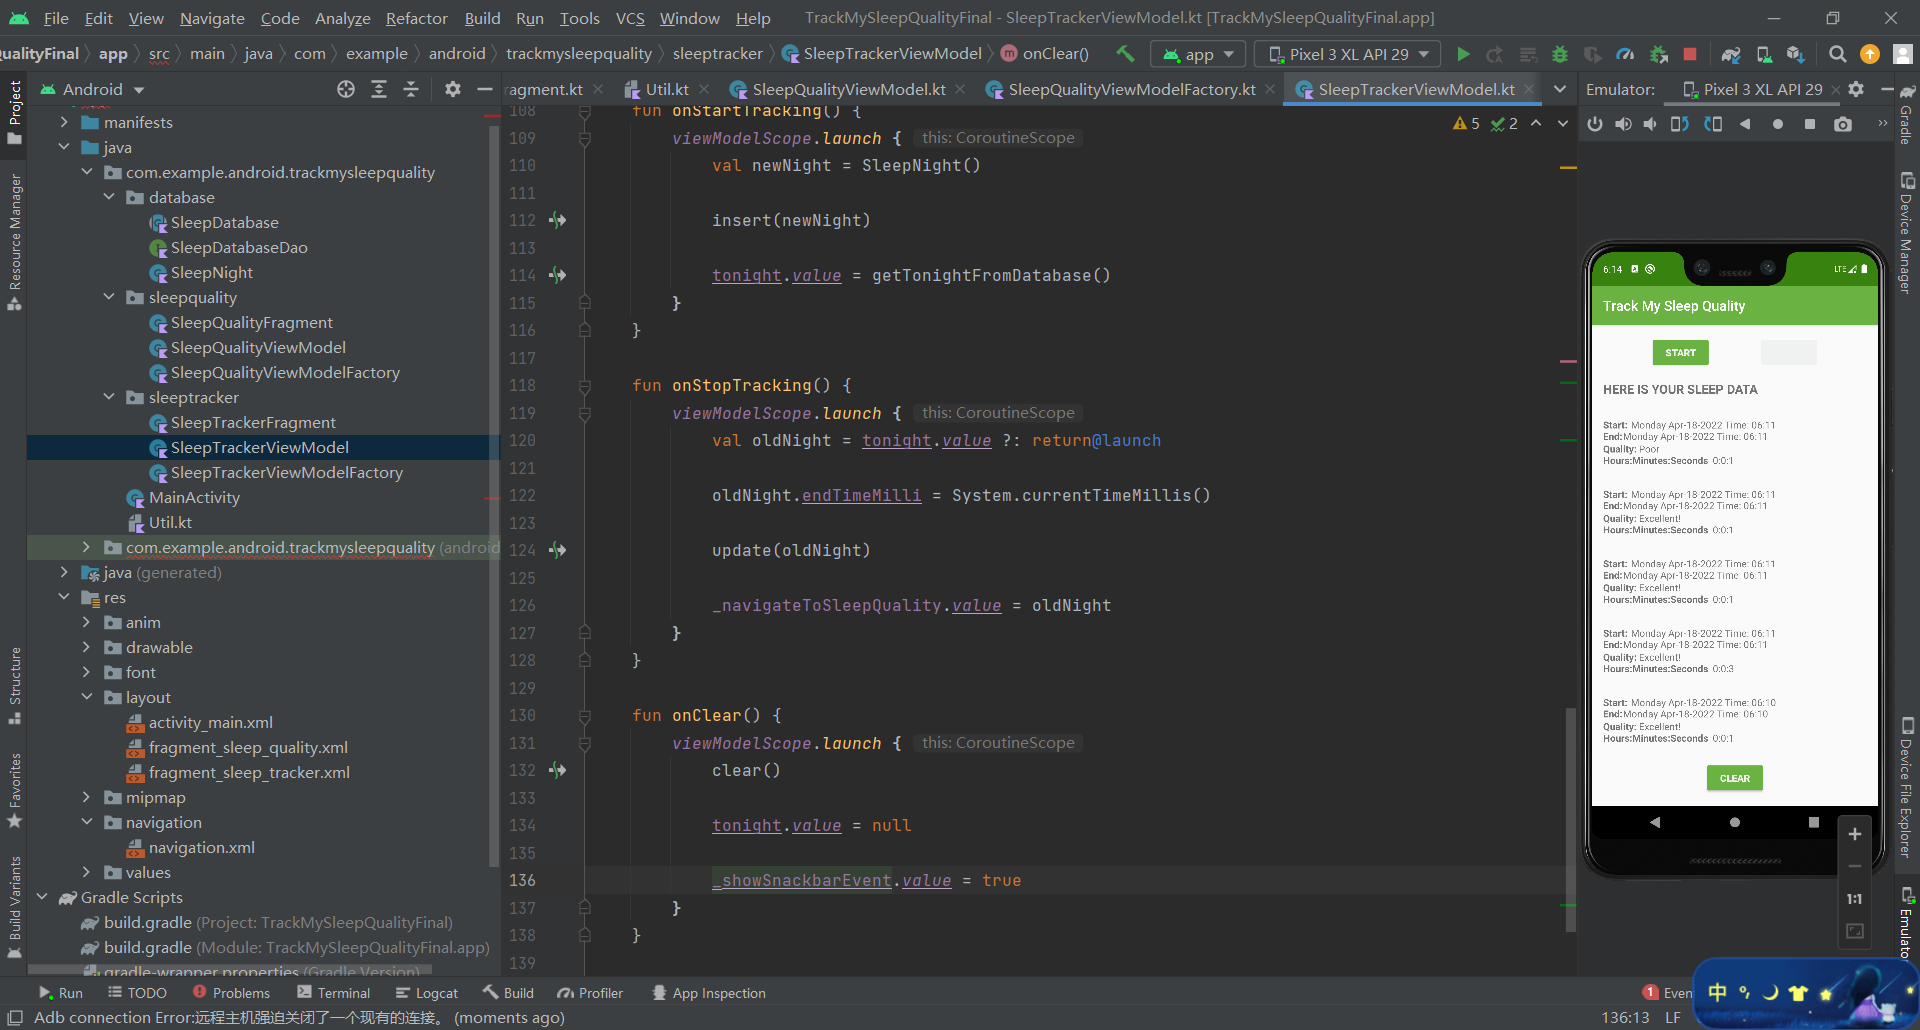 File Edit View Navigate Code Analyze Refactor Build Run Tools VCS Window Help TrackMySleepQualityFinal - SleepTrackerViewModel.kt [TrackMySleepQualityFinal.app]
QualityFinal app src main java com example android trackmysleepquality sleeptracker SleepTrackerViewModel onClear() app Pixel 3 XL API 29
Android
ragment.kt Util.kt SleepQualityViewModel.kt SleepQualityViewModelFactory.kt SleepTrackerViewModel.kt Emulator: Pixel 3 XL API 29
Project
Resource Manager
Structure
Favorites
Build Variants
manifests
java
com.example.android.trackmysleepquality
database
SleepDatabase
SleepDatabaseDao
SleepNight
sleepquality
SleepQualityFragment
SleepQualityViewModel
SleepQualityViewModelFactory
sleeptracker
SleepTrackerFragment
SleepTrackerViewModel
SleepTrackerViewModelFactory
MainActivity
Util.kt
com.example.android.trackmysleepquality (android
java (generated)
res
anim
drawable
font
layout
activity_main.xml
fragment_sleep_quality.xml
fragment_sleep_tracker.xml
mipmap
navigation
navigation.xml
values
Gradle Scripts
build.gradle (Project: TrackMySleepQualityFinal)
build.gradle (Module: TrackMySleepQualityFinal.app)
gradle-wrapper.properties (Gradle Version)
5 2
108 fun onStartTracking() {
109 viewModelScope.launch { this: CoroutineScope
110 val newNight = SleepNight()
111
112 insert(newNight)
113
114 tonight.value = getTonightFromDatabase()
115 }
116 }
117
118 fun onStopTracking() {
119 viewModelScope.launch { this: CoroutineScope
120 val oldNight = tonight.value ?: return@launch
121
122 oldNight.endTimeMilli = System.currentTimeMillis()
123
124 update(oldNight)
125
126 _navigateToSleepQuality.value = oldNight
127 }
128 }
129
130 fun onClear() {
131 viewModelScope.launch { this: CoroutineScope
132 clear()
133
134 tonight.value = null
135
136 _showSnackbarEvent.value = true
137 }
138 }
139
6:14 LTE
Track My Sleep Quality
START
HERE IS YOUR SLEEP DATA
Start: Monday Apr-18-2022 Time: 06:11
End:Monday Apr-18-2022 Time: 06:11
Quality: Poor
Hours:Minutes:Seconds 0:0:1
Start: Monday Apr-18-2022 Time: 06:11
End:Monday Apr-18-2022 Time: 06:11
Quality: Excellent!
Hours:Minutes:Seconds 0:0:1
Start: Monday Apr-18-2022 Time: 06:11
End:Monday Apr-18-2022 Time: 06:11
Quality: Excellent!
Hours:Minutes:Seconds 0:0:1
Start: Monday Apr-18-2022 Time: 06:11
End:Monday Apr-18-2022 Time: 06:11
Quality: Excellent!
Hours:Minutes:Seconds 0:0:3
Start: Monday Apr-18-2022 Time: 06:10
End:Monday Apr-18-2022 Time: 06:10
Quality: Excellent!
Hours:Minutes:Seconds 0:0:1
CLEAR
1:1
Gradle
Device Manager
Device File Explorer
Emulator
Run TODO Problems Terminal Logcat Build Profiler App Inspection 1 Even
中
Adb connection Error:远程主机强迫关闭了一个现有的连接。 (moments ago) 136:13 LF